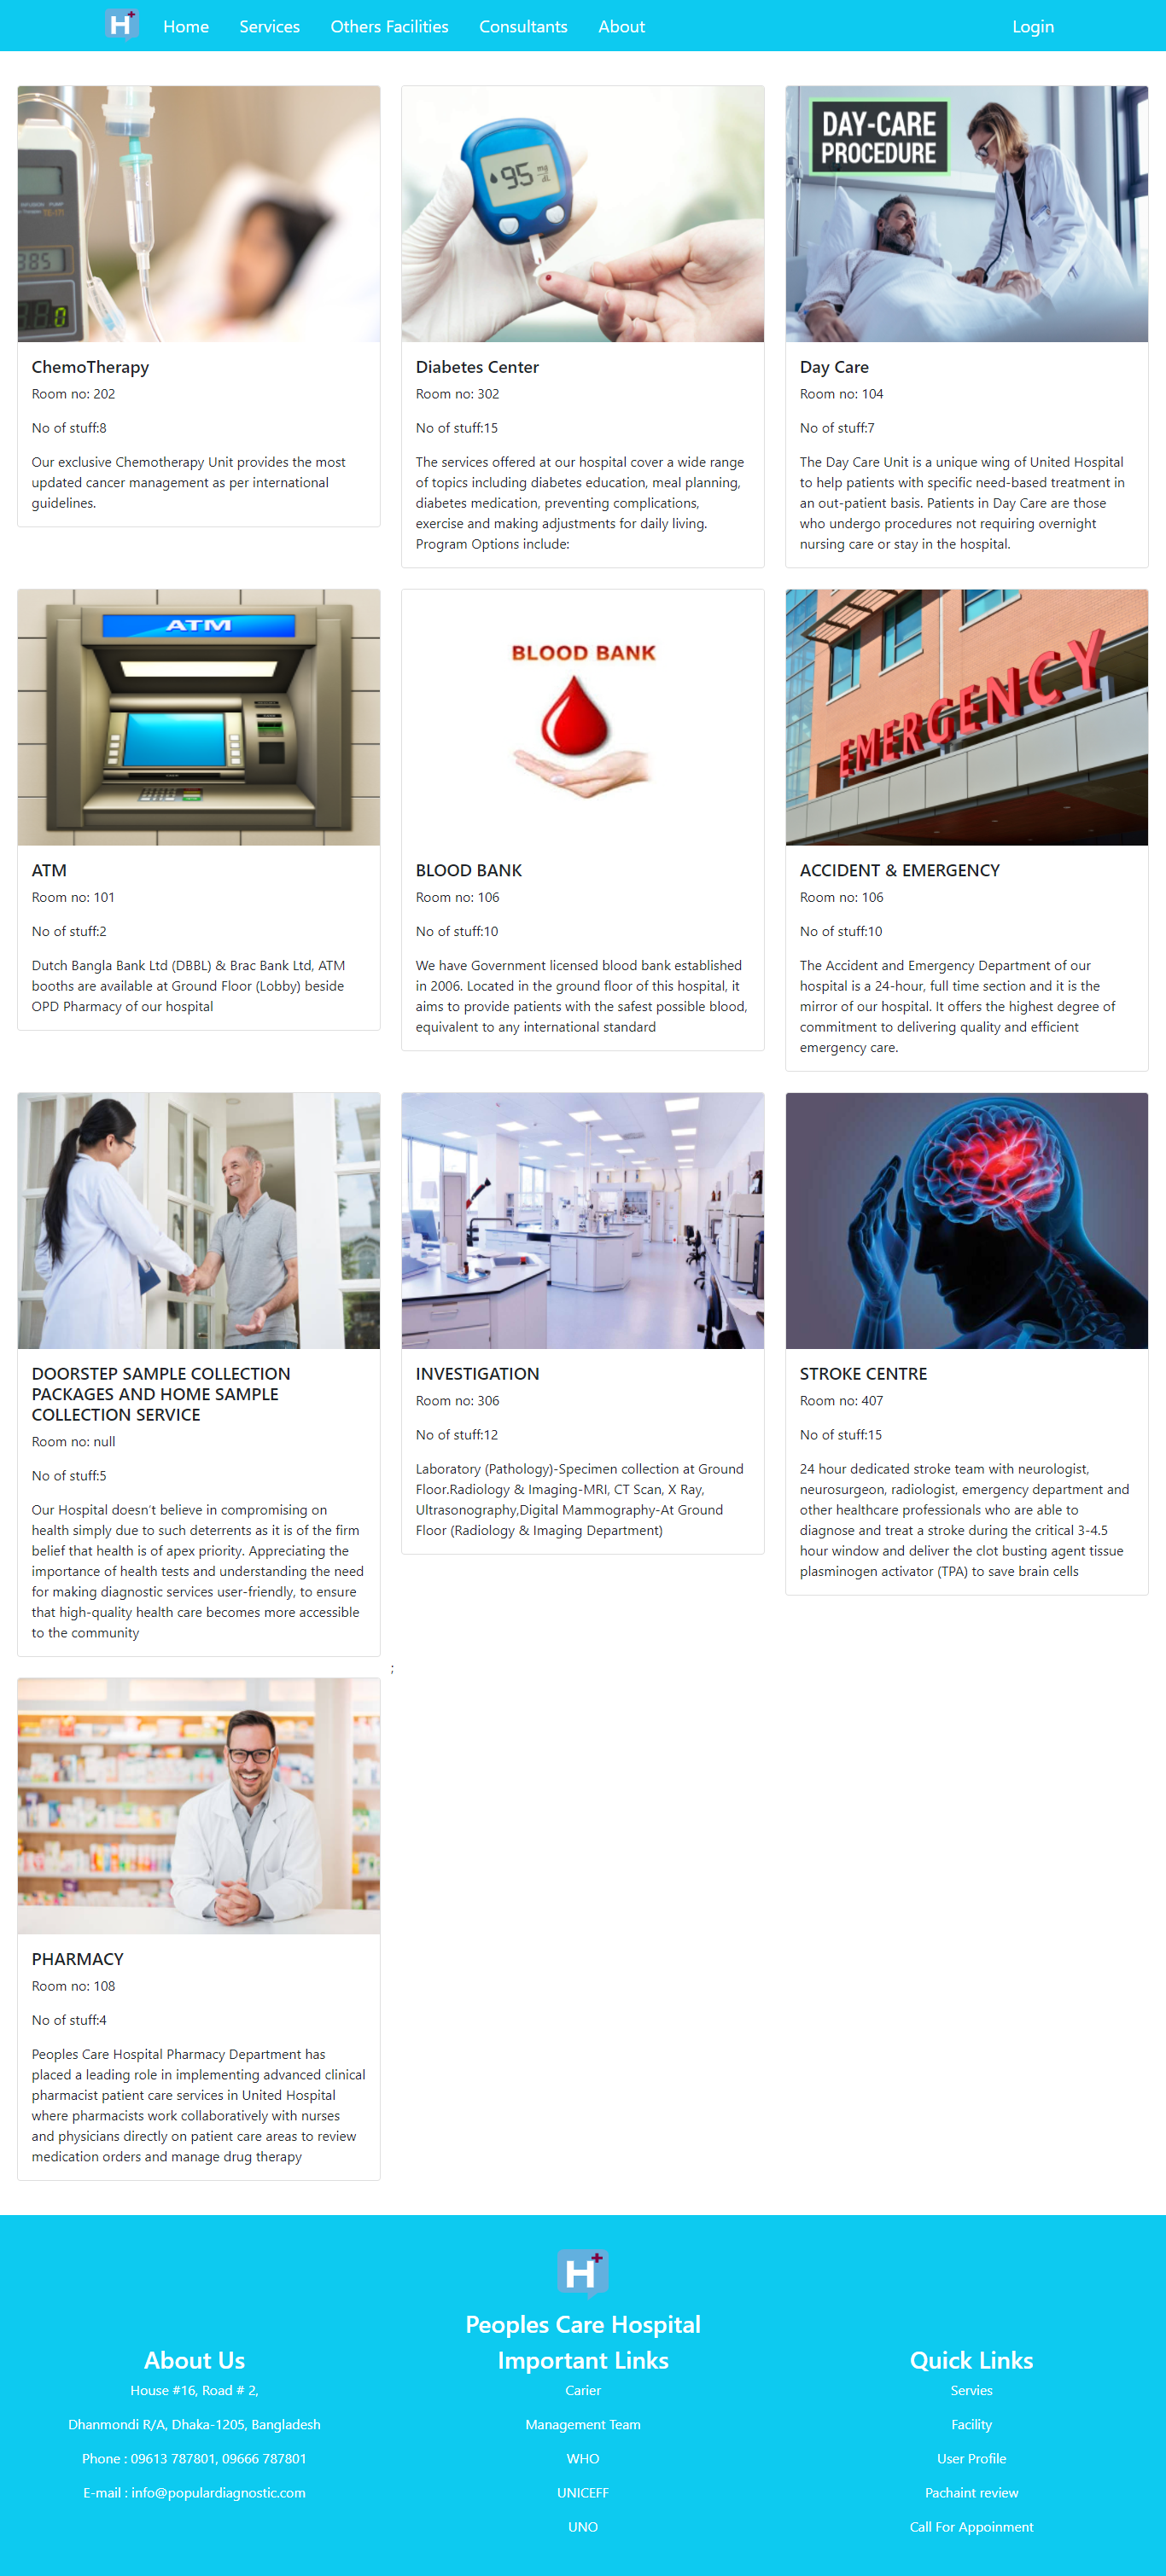 H+
Home
Services
Others Facilities
Consultants
About
Login
385
95 mg
dL
DAY-CARE
PROCEDURE
ChemoTherapy
Room no: 202
No of stuff:8
Our exclusive Chemotherapy Unit provides the most
updated cancer management as per international
guidelines.
Diabetes Center
Room no: 302
No of stuff:15
The services offered at our hospital cover a wide range
of topics including diabetes education, meal planning,
diabetes medication, preventing complications,
exercise and making adjustments for daily living.
Program Options include:
Day Care
Room no: 104
No of stuff:7
The Day Care Unit is a unique wing of United Hospital
to help patients with specific need-based treatment in
an out-patient basis. Patients in Day Care are those
who undergo procedures not requiring overnight
nursing care or stay in the hospital.
ATM
BLOOD BANK
EMERGENCY
ATM
Room no: 101
No of stuff:2
Dutch Bangla Bank Ltd (DBBL) & Brac Bank Ltd, ATM
booths are available at Ground Floor (Lobby) beside
OPD Pharmacy of our hospital
BLOOD BANK
Room no: 106
No of stuff:10
We have Government licensed blood bank established
in 2006. Located in the ground floor of this hospital, it
aims to provide patients with the safest possible blood,
equivalent to any international standard
ACCIDENT & EMERGENCY
Room no: 106
No of stuff:10
The Accident and Emergency Department of our
hospital is a 24-hour, full time section and it is the
mirror of our hospital. It offers the highest degree of
commitment to delivering quality and efficient
emergency care.
DOORSTEP SAMPLE COLLECTION
PACKAGES AND HOME SAMPLE
COLLECTION SERVICE
Room no: null
No of stuff:5
Our Hospital doesn't believe in compromising on
health simply due to such deterrents as it is of the firm
belief that health is of apex priority. Appreciating the
importance of health tests and understanding the need
for making diagnostic services user-friendly, to ensure
that high-quality health care becomes more accessible
to the community
INVESTIGATION
Room no: 306
No of stuff:12
Laboratory (Pathology)-Specimen collection at Ground
Floor.Radiology & Imaging-MRI, CT Scan, X Ray,
Ultrasonography,Digital Mammography-At Ground
Floor (Radiology & Imaging Department)
STROKE CENTRE
Room no: 407
No of stuff:15
24 hour dedicated stroke team with neurologist,
neurosurgeon, radiologist, emergency department and
other healthcare professionals who are able to
diagnose and treat a stroke during the critical 3-4.5
hour window and deliver the clot busting agent tissue
plasminogen activator (TPA) to save brain cells
;
PHARMACY
Room no: 108
No of stuff:4
Peoples Care Hospital Pharmacy Department has
placed a leading role in implementing advanced clinical
pharmacist patient care services in United Hospital
where pharmacists work collaboratively with nurses
and physicians directly on patient care areas to review
medication orders and manage drug therapy
H+
Peoples Care Hospital
About Us
House #16, Road # 2,
Dhanmondi R/A, Dhaka-1205, Bangladesh
Phone : 09613 787801, 09666 787801
E-mail : info@populardiagnostic.com
Important Links
Carier
Management Team
WHO
UNICEFF
UNO
Quick Links
Servies
Facility
User Profile
Pachaint review
Call For Appoinment